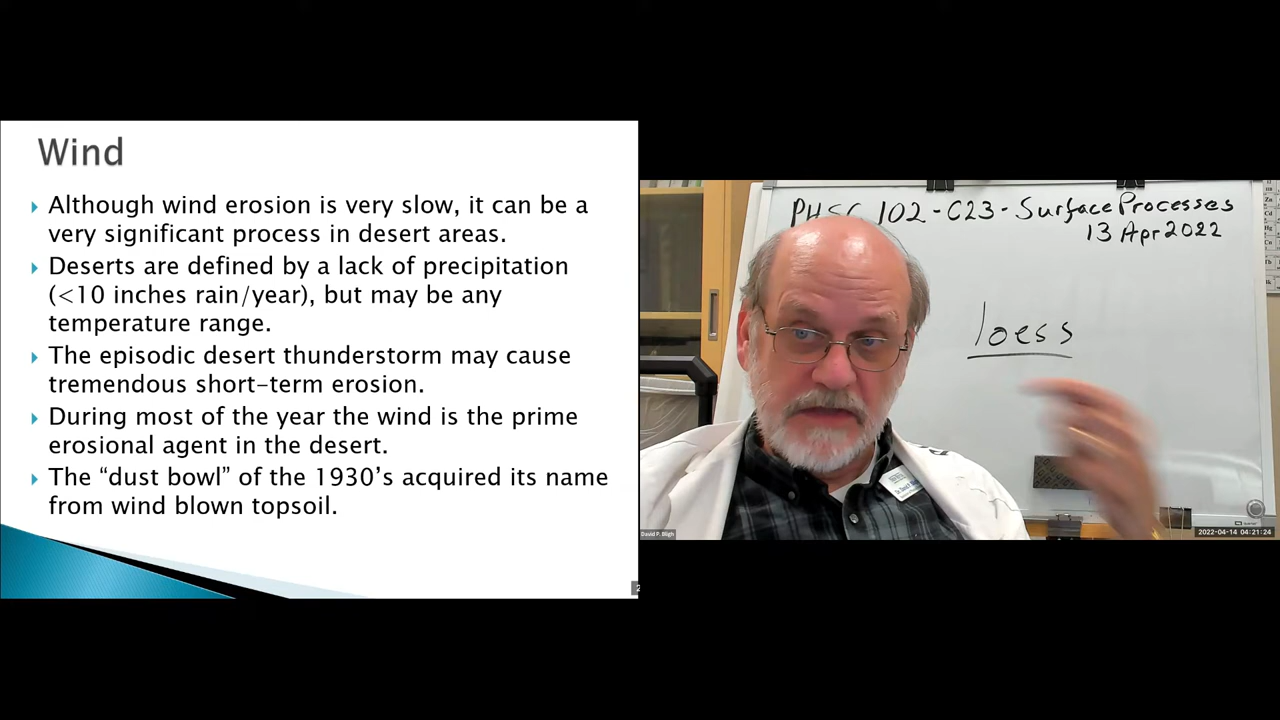 Wind
Although wind erosion is very slow, it can be a
very significant process in desert areas.
Deserts are defined by a lack of precipitation
(<10 inches rain/year), but may be any
temperature range.
The episodic desert thunderstorm may cause
tremendous short-term erosion.
During most of the year the wind is the prime
erosional agent in the desert.
The “dust bowl” of the 1930’s acquired its name
from wind blown topsoil.
PHSC 102-C23-Surface Processes
13 Apr 2022
loess
David P. Bligh
2022-04-14 04:21:24